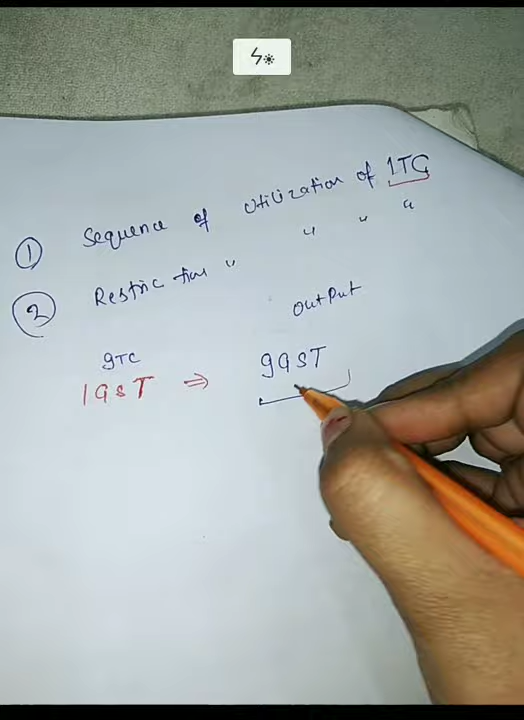 ① Sequence of Utilization of ITC
② Restriction " " " "
OutPut
ITC
IGST ⇒ IGST